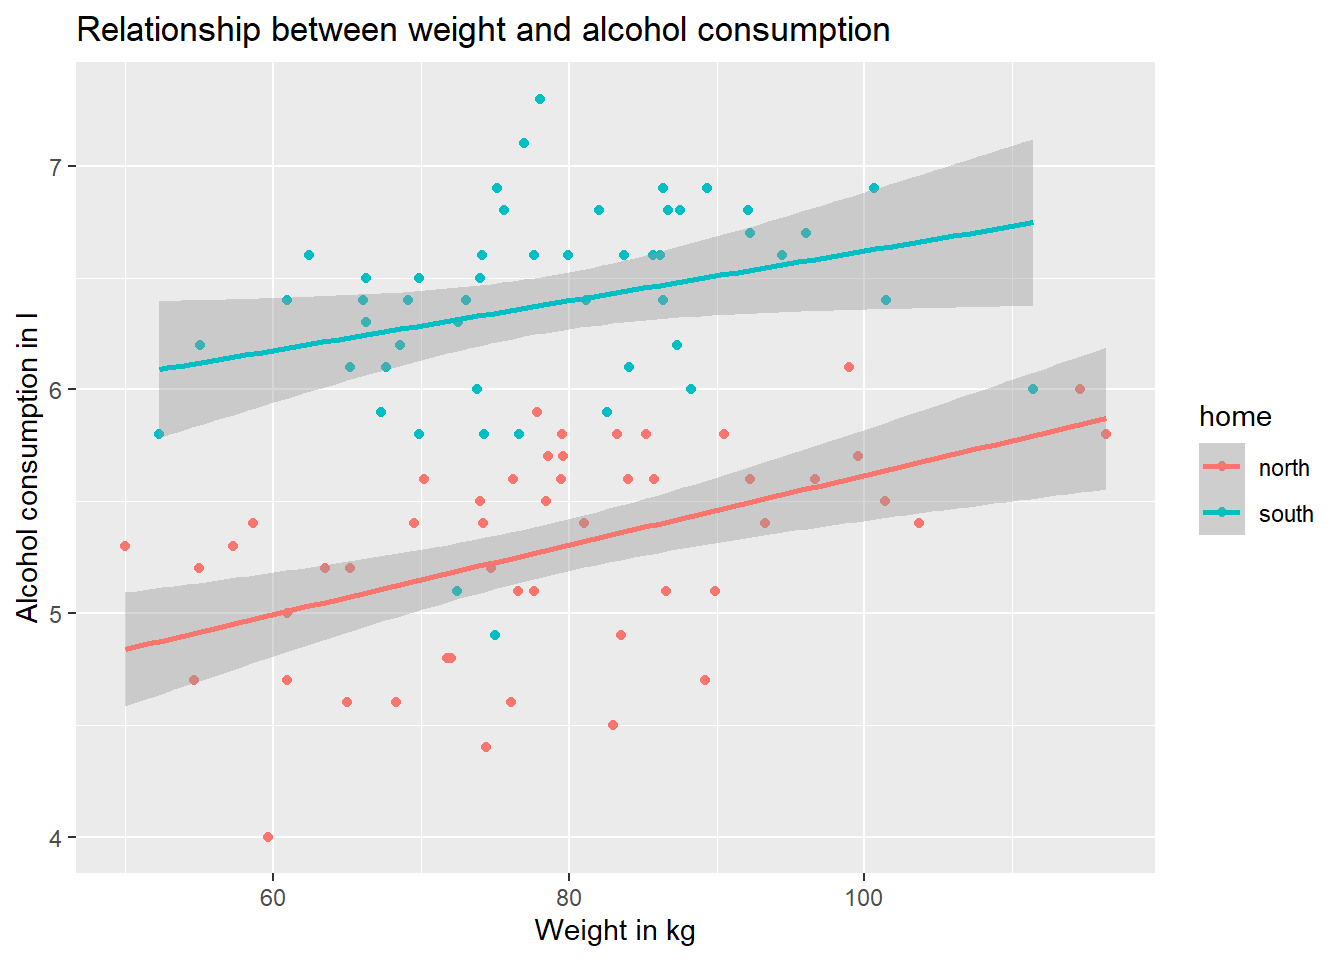 Relationship between weight and alcohol consumption
7
6
5
4
Alcohol consumption in l
60 80 100
Weight in kg
home
north
south